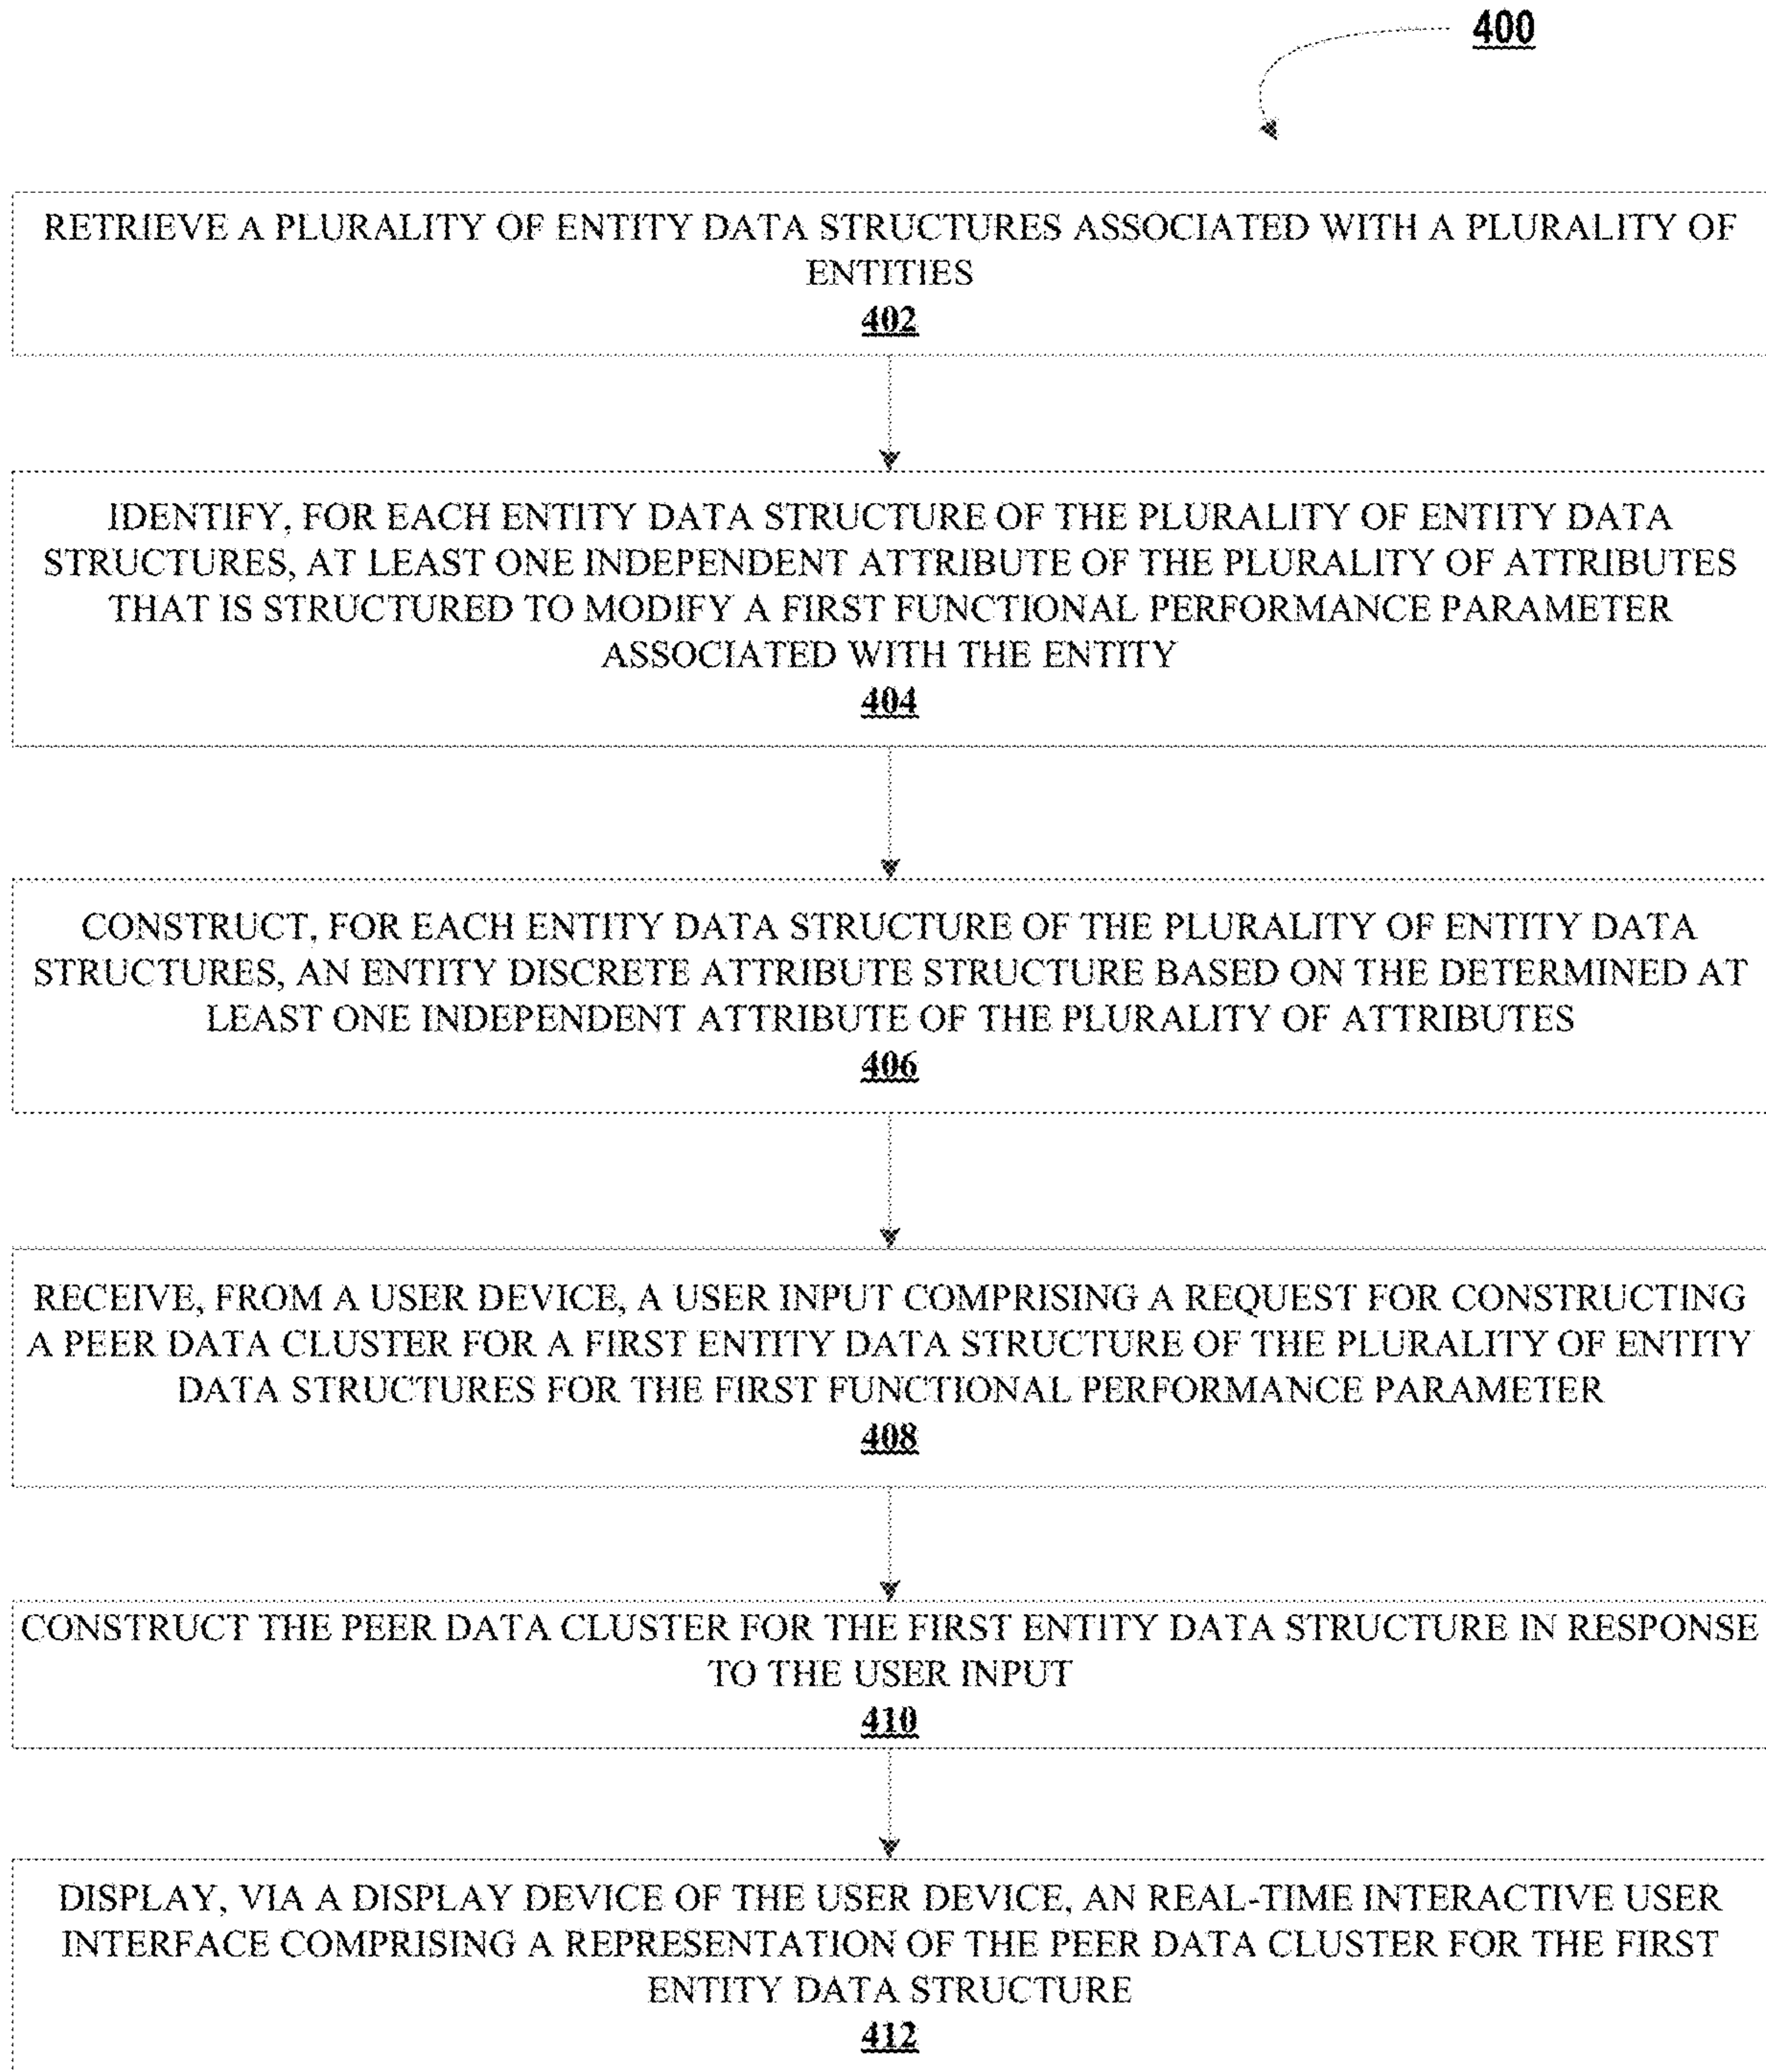 400
RETRIEVE A PLURALITY OF ENTITY DATA STRUCTURES ASSOCIATED WITH A PLURALITY OF
ENTITIES
402
IDENTIFY, FOR EACH ENTITY DATA STRUCTURE OF THE PLURALITY OF ENTITY DATA
STRUCTURES, AT LEAST ONE INDEPENDENT ATTRIBUTE OF THE PLURALITY OF ATTRIBUTES
THAT IS STRUCTURED TO MODIFY A FIRST FUNCTIONAL PERFORMANCE PARAMETER
ASSOCIATED WITH THE ENTITY
404
CONSTRUCT, FOR EACH ENTITY DATA STRUCTURE OF THE PLURALITY OF ENTITY DATA
STRUCTURES, AN ENTITY DISCRETE ATTRIBUTE STRUCTURE BASED ON THE DETERMINED AT
LEAST ONE INDEPENDENT ATTRIBUTE OF THE PLURALITY OF ATTRIBUTES
406
RECEIVE, FROM A USER DEVICE, A USER INPUT COMPRISING A REQUEST FOR CONSTRUCTING
A PEER DATA CLUSTER FOR A FIRST ENTITY DATA STRUCTURE OF THE PLURALITY OF ENTITY
DATA STRUCTURES FOR THE FIRST FUNCTIONAL PERFORMANCE PARAMETER
408
CONSTRUCT THE PEER DATA CLUSTER FOR THE FIRST ENTITY DATA STRUCTURE IN RESPONSE
TO THE USER INPUT
410
DISPLAY, VIA A DISPLAY DEVICE OF THE USER DEVICE, AN REAL-TIME INTERACTIVE USER
INTERFACE COMPRISING A REPRESENTATION OF THE PEER DATA CLUSTER FOR THE FIRST
ENTITY DATA STRUCTURE
412